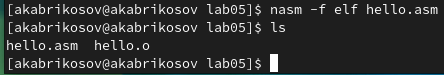 [akabrikosov@akabrikosov lab05]$ nasm -f elf hello.asm
[akabrikosov@akabrikosov lab05]$ ls
hello.asm  hello.o
[akabrikosov@akabrikosov lab05]$